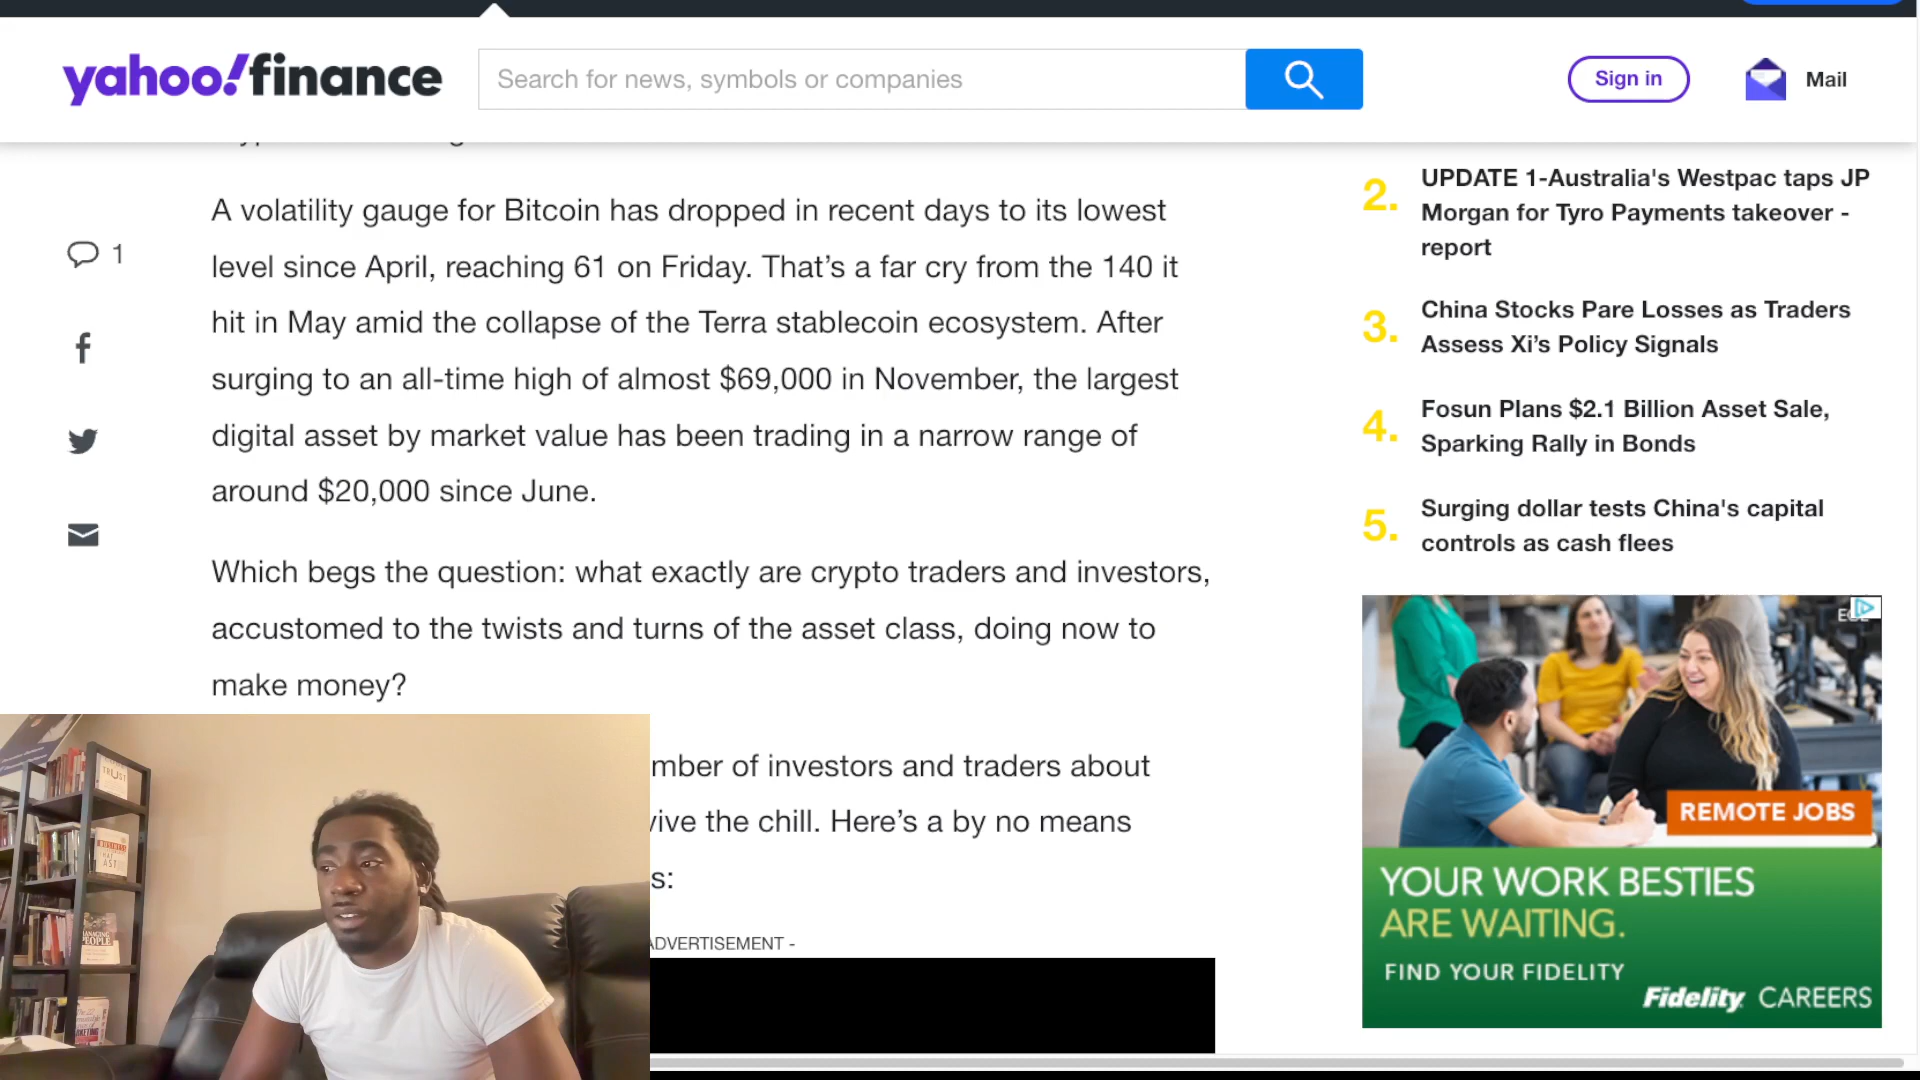 yahoo!finance
Search for news, symbols or companies
Sign in
Mail
1
A volatility gauge for Bitcoin has dropped in recent days to its lowest
level since April, reaching 61 on Friday. That’s a far cry from the 140 it
hit in May amid the collapse of the Terra stablecoin ecosystem. After
surging to an all-time high of almost $69,000 in November, the largest
digital asset by market value has been trading in a narrow range of
around $20,000 since June.
Which begs the question: what exactly are crypto traders and investors,
accustomed to the twists and turns of the asset class, doing now to
make money?
mber of investors and traders about
vive the chill. Here’s a by no means
s:
ADVERTISEMENT -
2.
UPDATE 1-Australia's Westpac taps JP
Morgan for Tyro Payments takeover -
report
3.
China Stocks Pare Losses as Traders
Assess Xi’s Policy Signals
4.
Fosun Plans $2.1 Billion Asset Sale,
Sparking Rally in Bonds
5.
Surging dollar tests China's capital
controls as cash flees
REMOTE JOBS
YOUR WORK BESTIES
ARE WAITING.
FIND YOUR FIDELITY
Fidelity CAREERS
TRUST
BUSINESS
PEOPLE